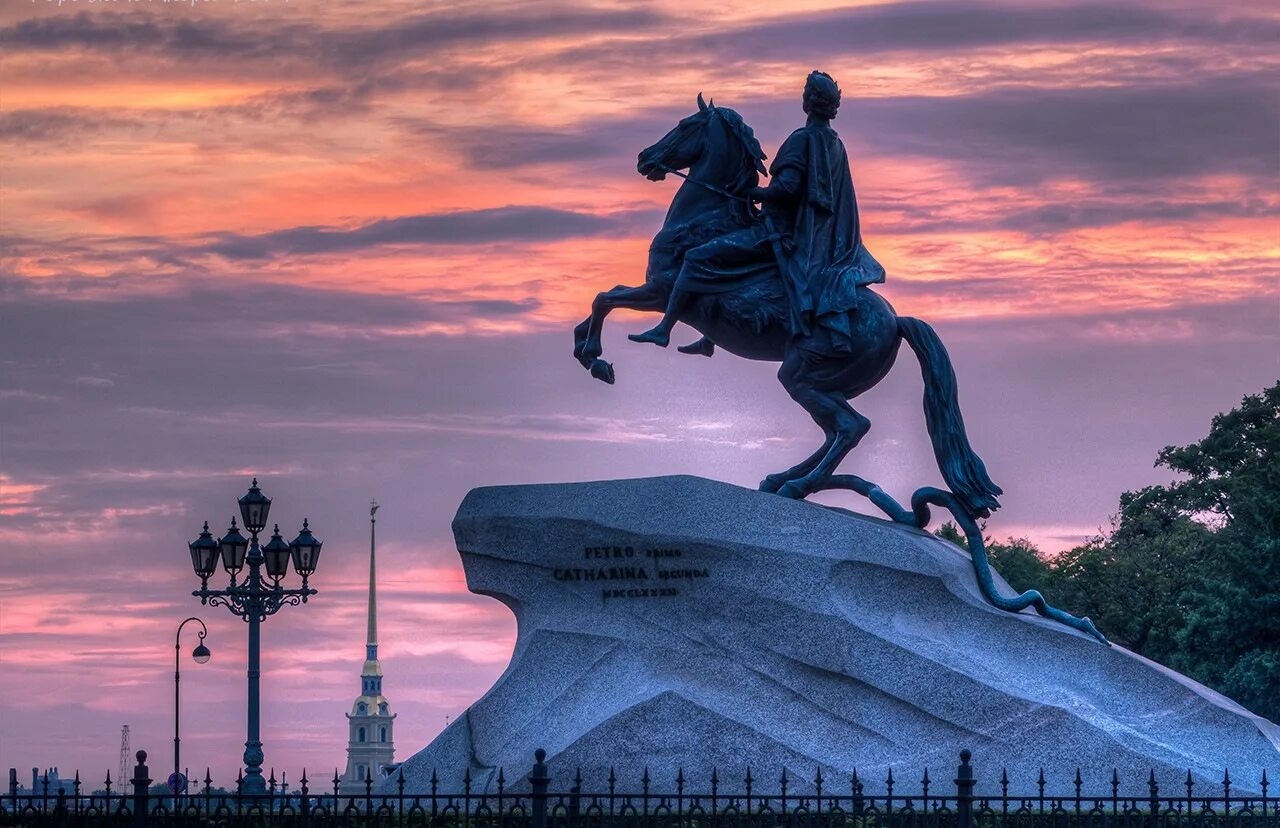 PETRO PRIMO
CATHARINA SECUNDA
MDCCLXXXII